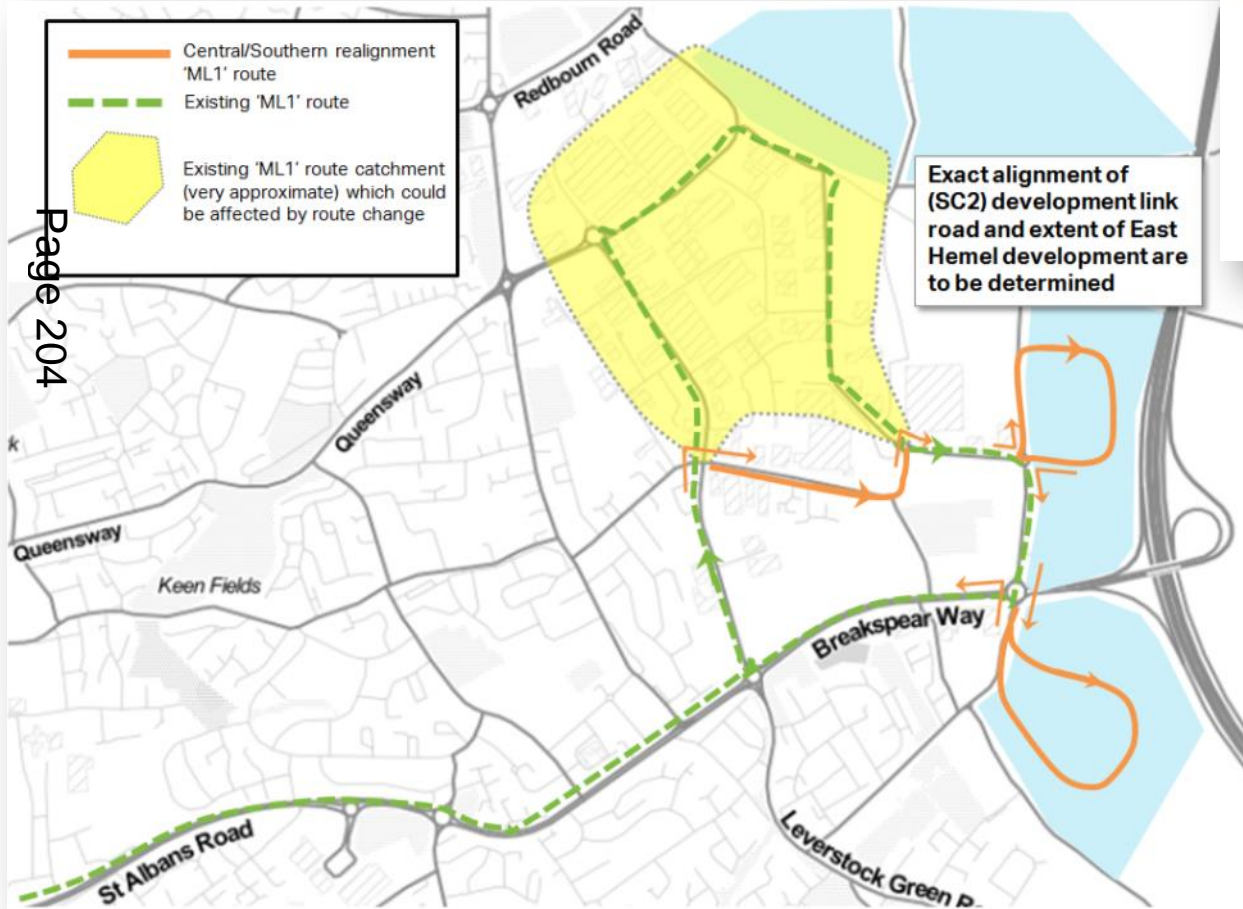 Central/Southern realignment
'ML1' route
Existing 'ML1' route
Existing 'ML1' route catchment
(very approximate) which could
be affected by route change
Page 204
Redbourn Road
Exact alignment of
(SC2) development link
road and extent of East
Hemel development are
to be determined
Queensway
k
Queensway
Keen Fields
Breakspear Way
St Albans Road
Leverstock Green R